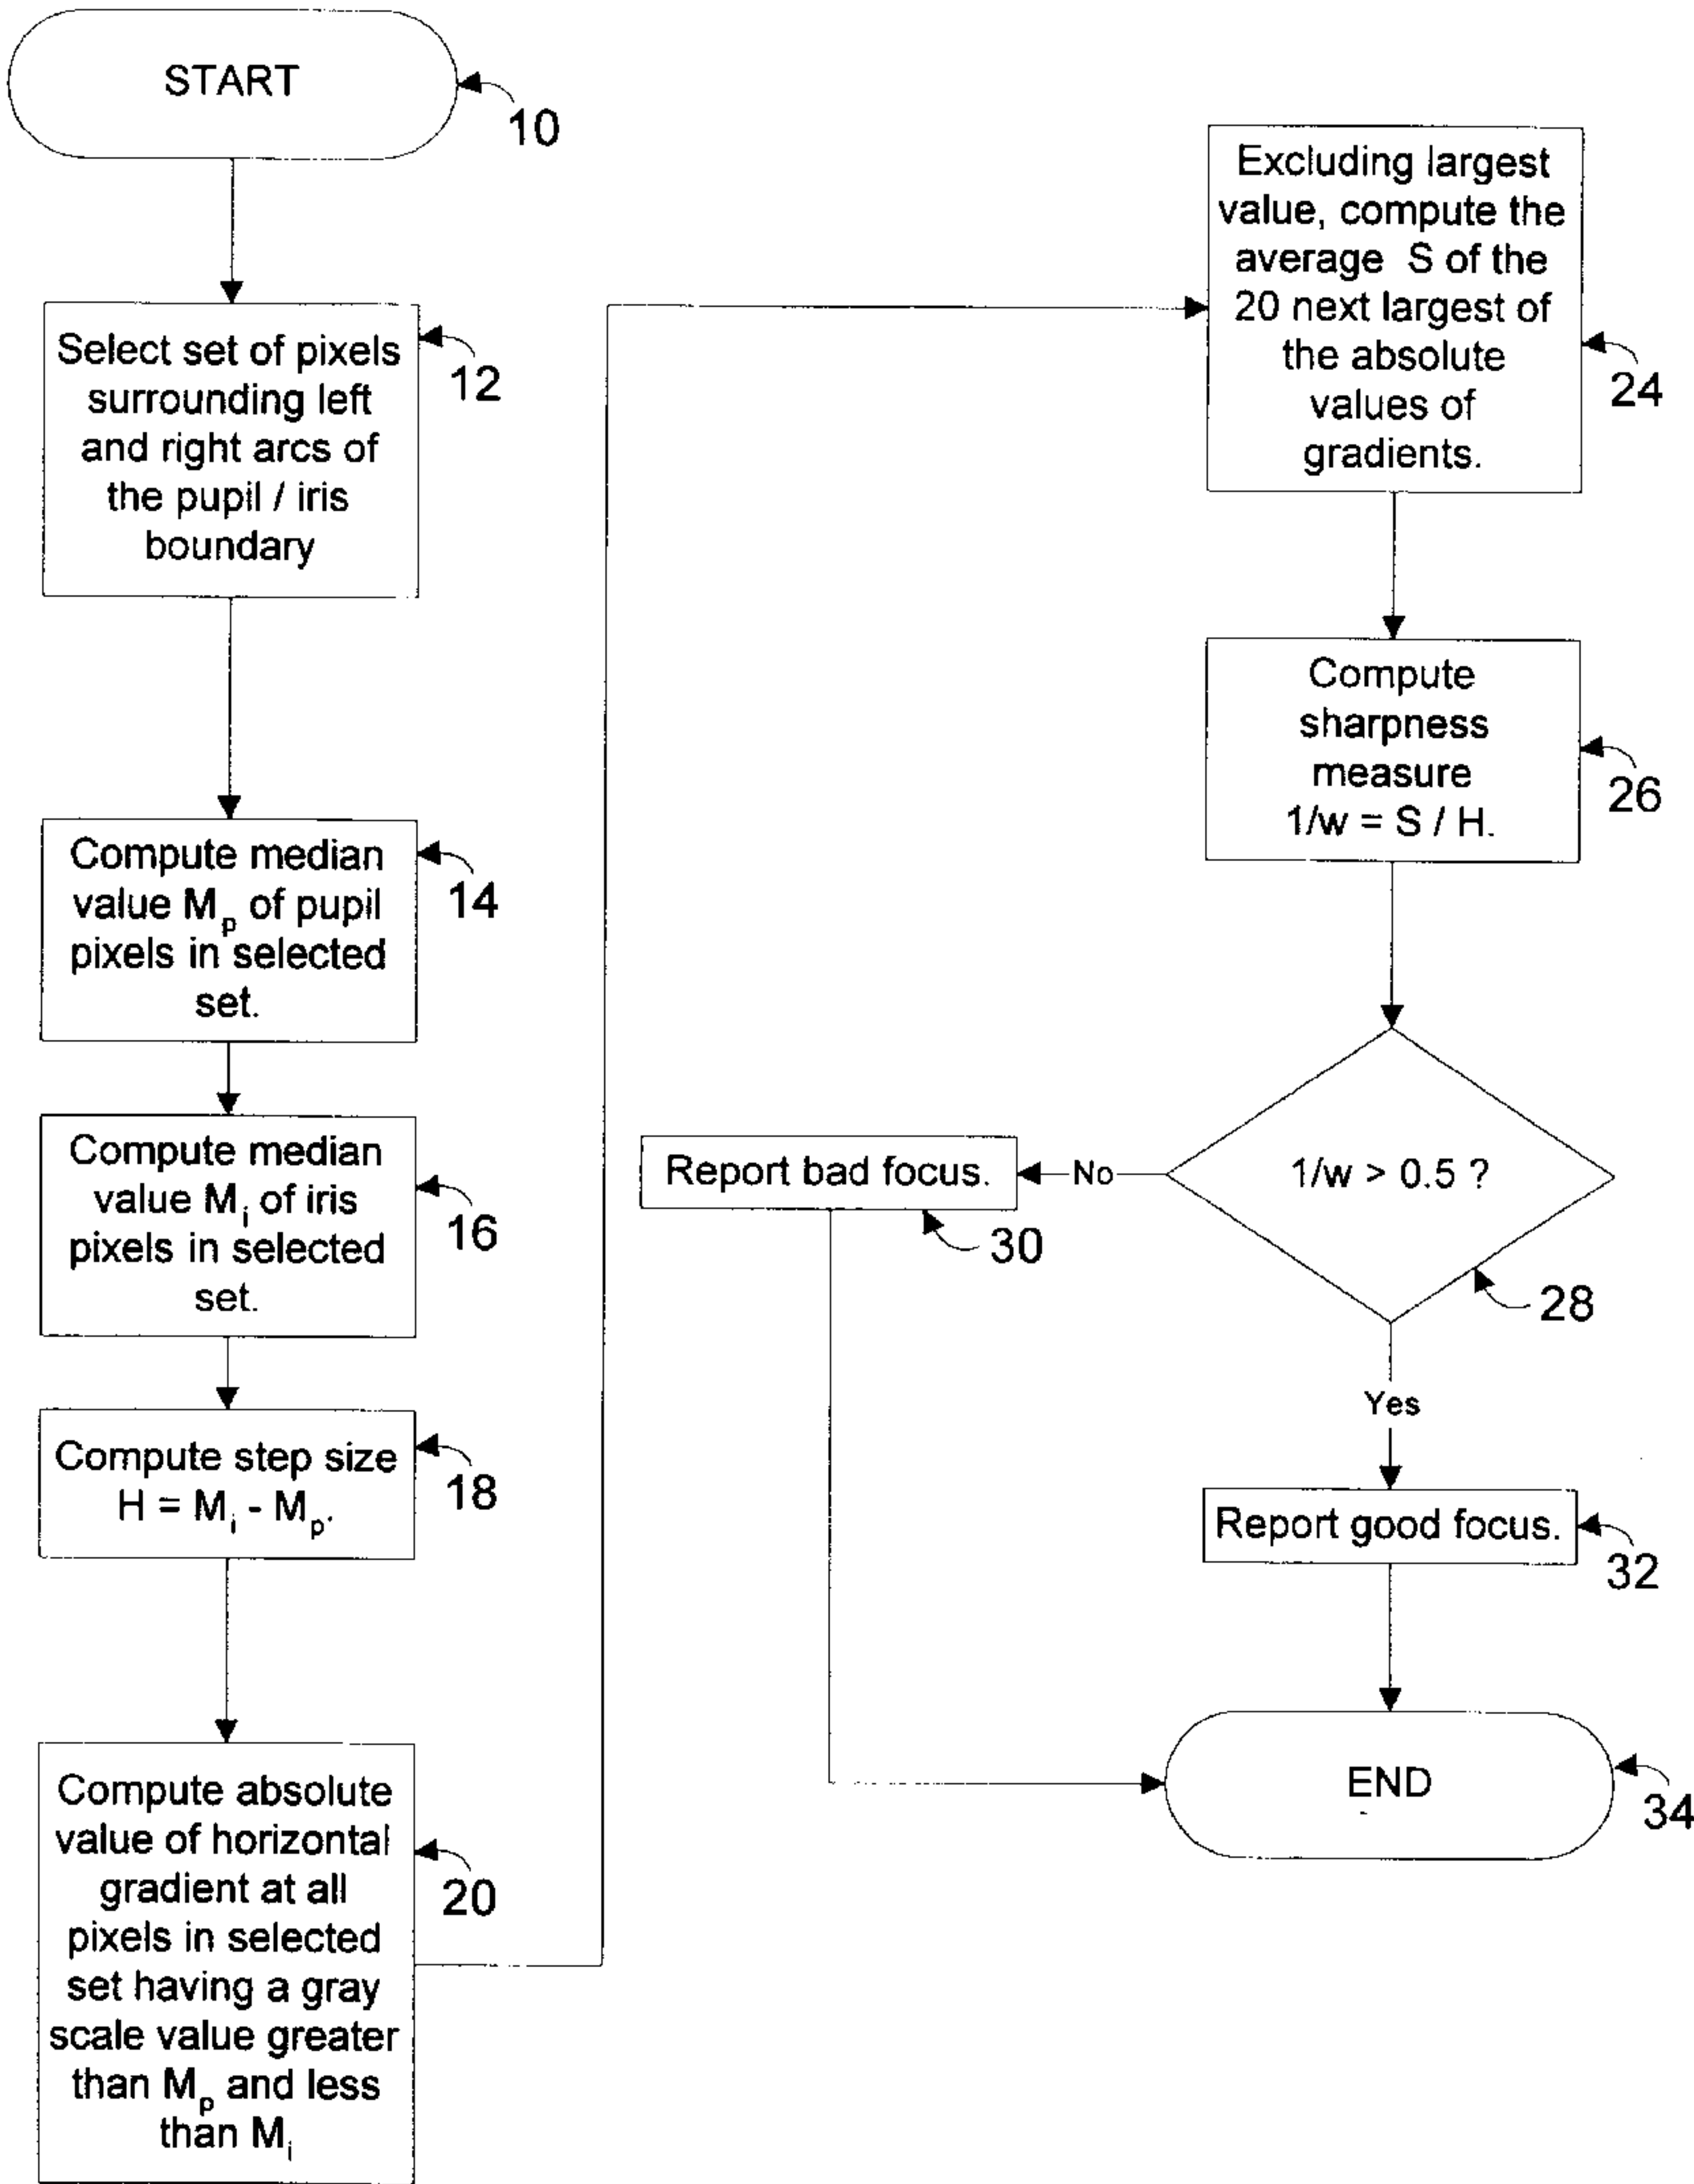 START
10
Select set of pixels
surrounding left
and right arcs of
the pupil / iris
boundary
12
Compute median
value Mp of pupil
pixels in selected
set.
14
Compute median
value Mi of iris
pixels in selected
set.
16
Compute step size
H = Mi - Mp.
18
Compute absolute
value of horizontal
gradient at all
pixels in selected
set having a gray
scale value greater
than Mp and less
than Mi
20
Excluding largest
value, compute the
average S of the
20 next largest of
the absolute
values of
gradients.
24
Compute
sharpness
measure
1/w = S / H.
26
1/w > 0.5 ?
28
No
Report bad focus.
30
Yes
Report good focus.
32
END
34